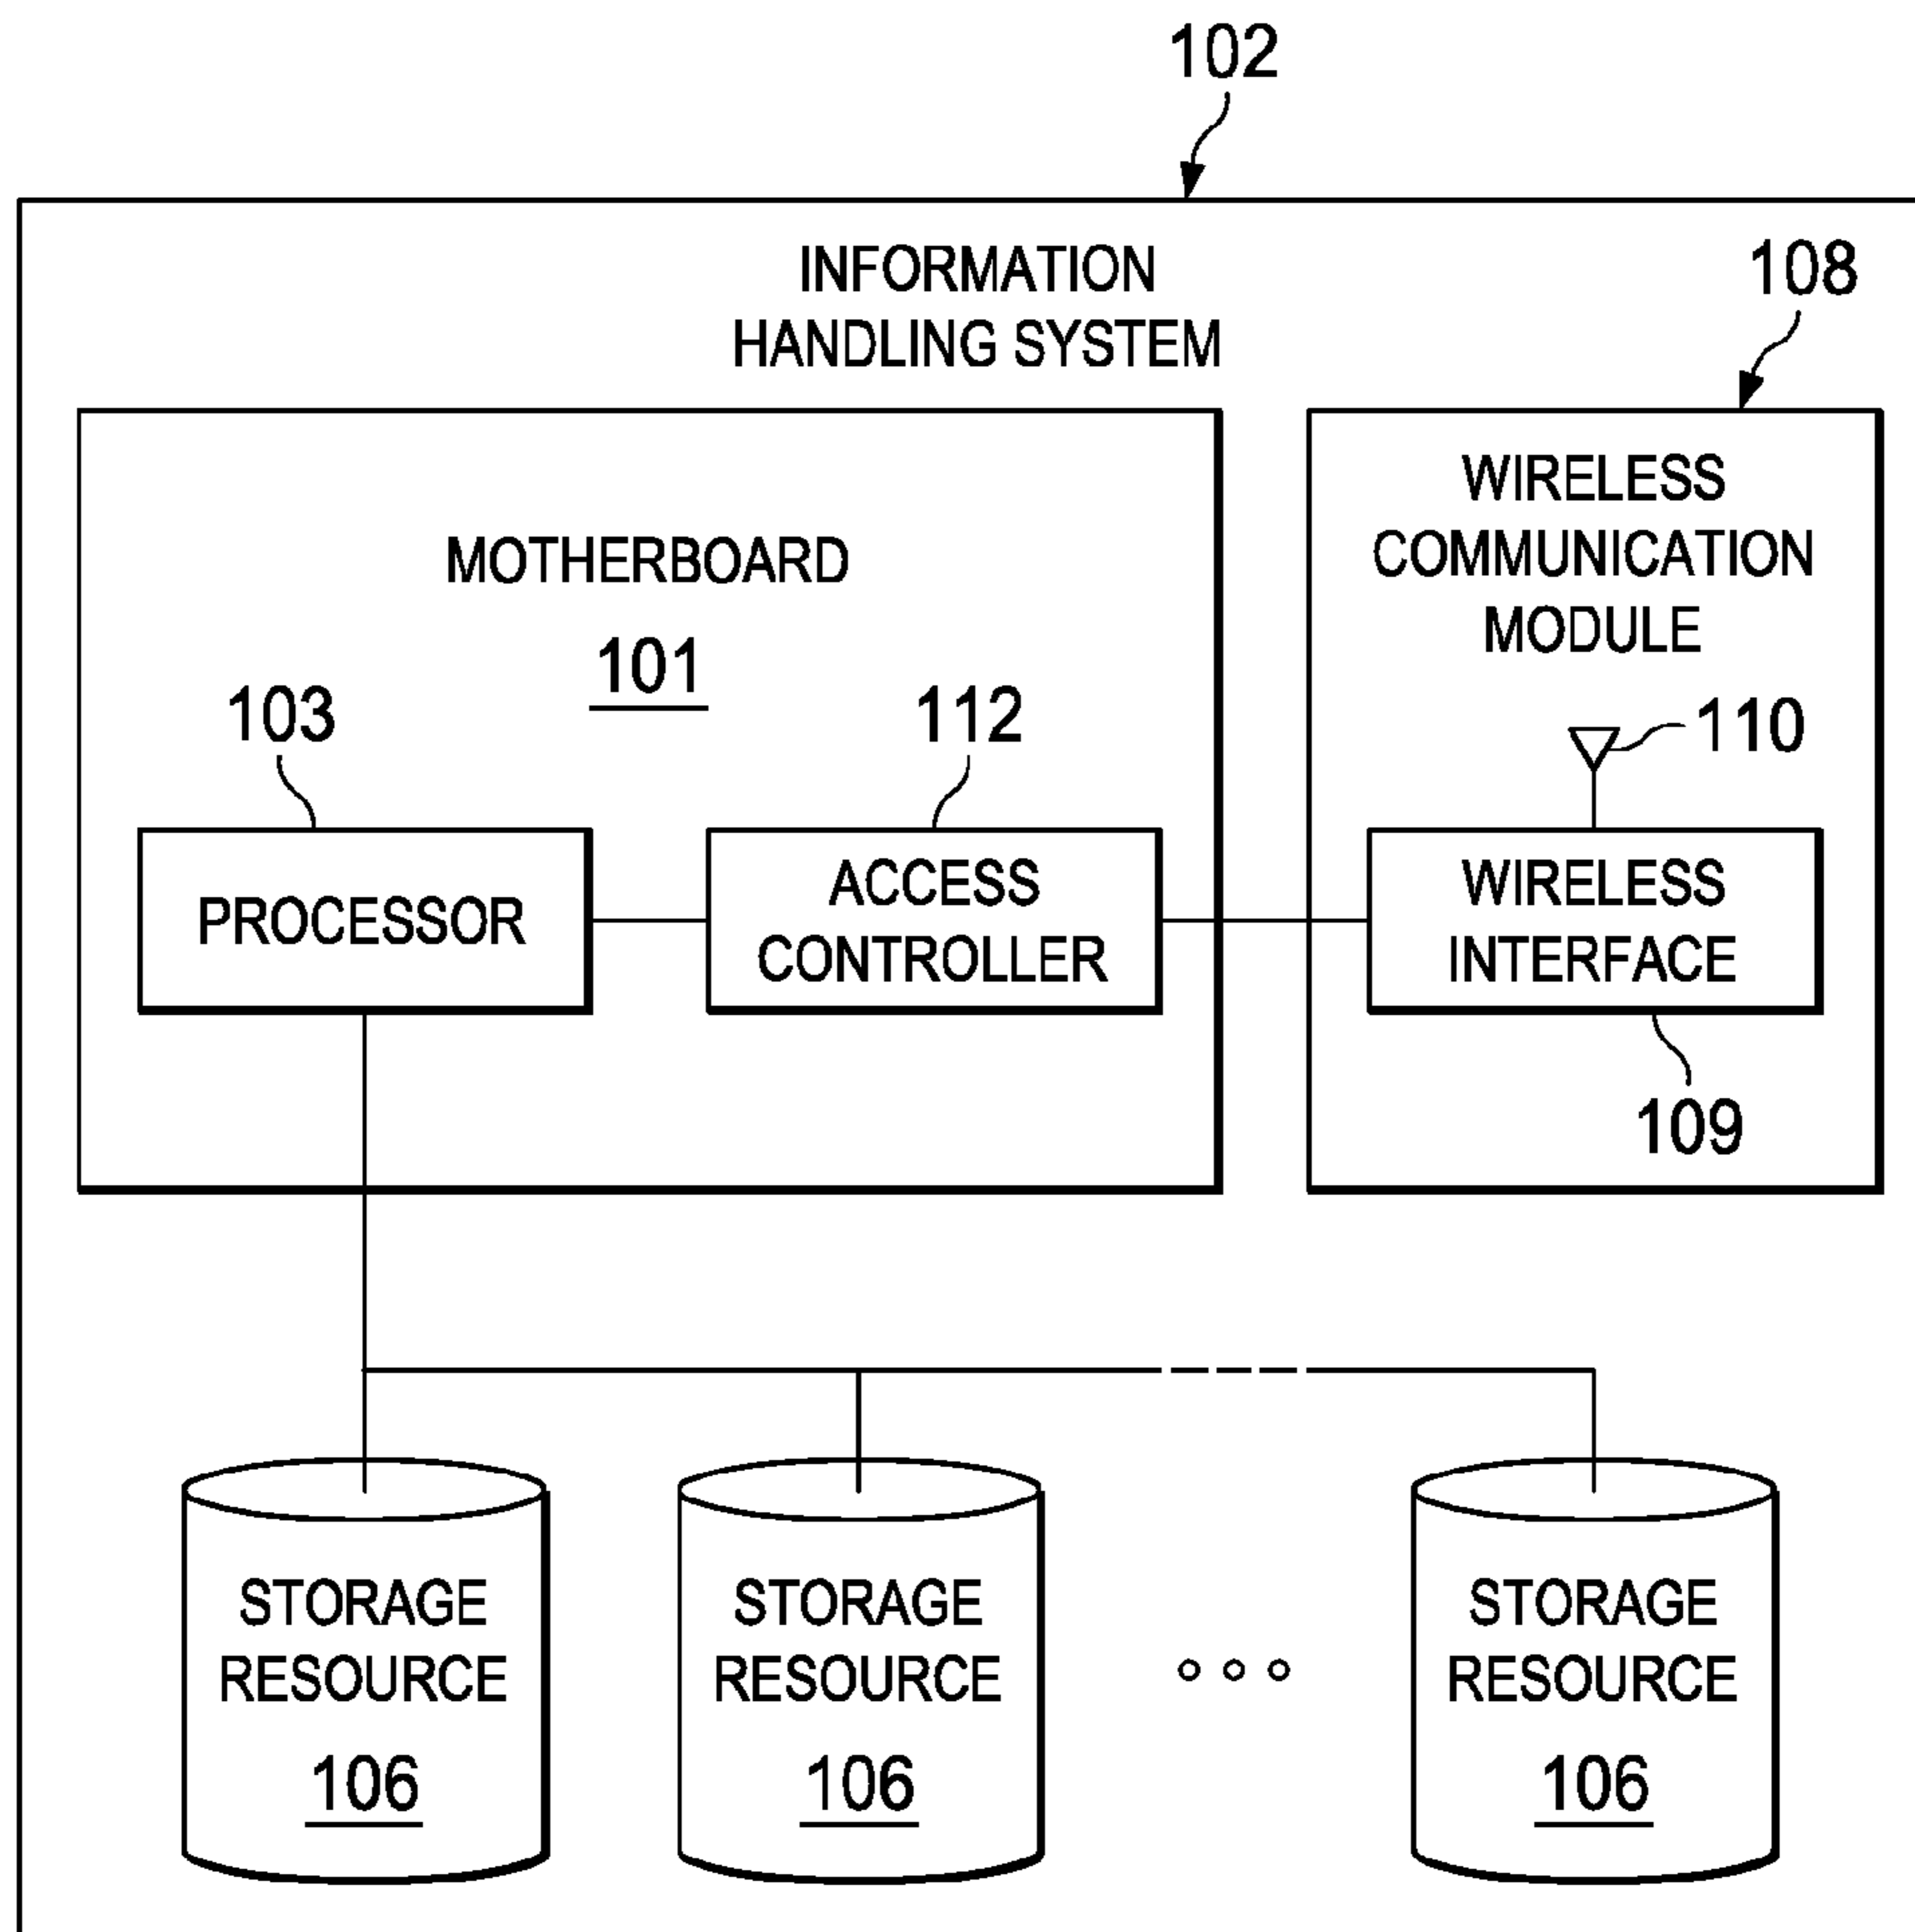 102
INFORMATION
HANDLING SYSTEM
108
MOTHERBOARD
101
WIRELESS
COMMUNICATION
MODULE
103
112
110
PROCESSOR
ACCESS
CONTROLLER
WIRELESS
INTERFACE
109
STORAGE
RESOURCE
106
STORAGE
RESOURCE
106
STORAGE
RESOURCE
106